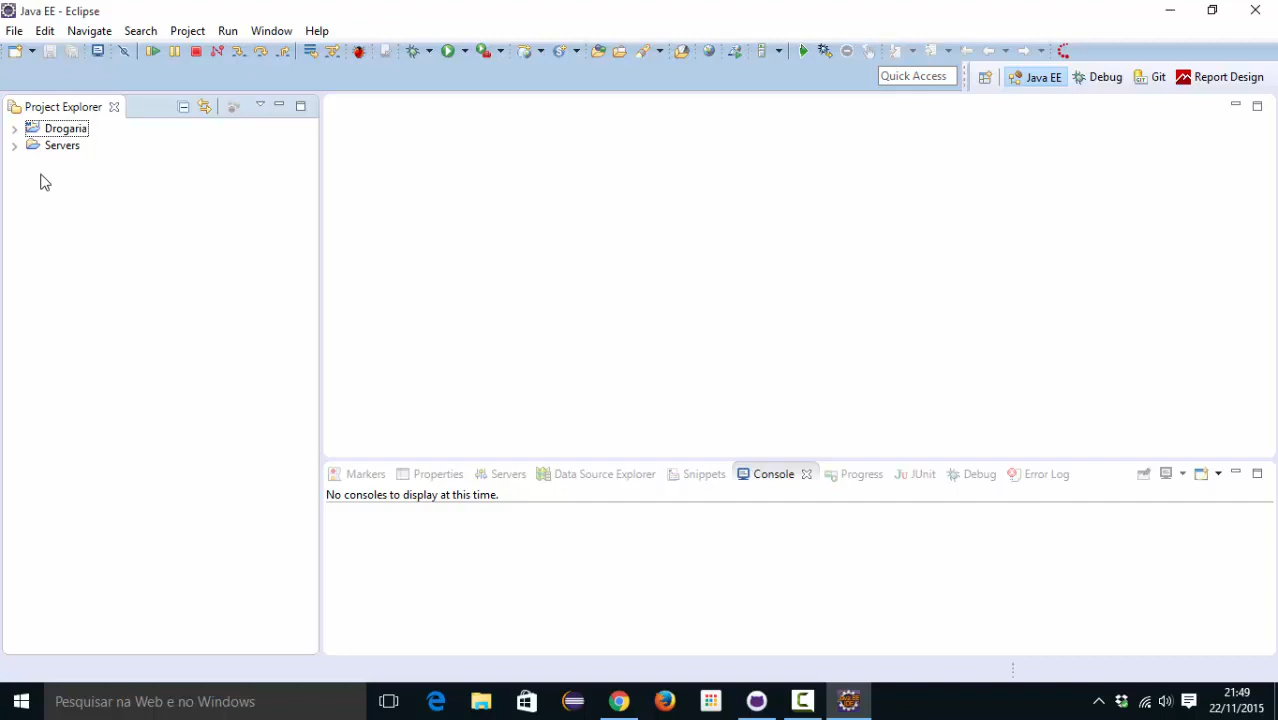 Java EE - Eclipse
File Edit Navigate Search Project Run Window Help
Quick Access Java EE Debug Git Report Design
Project Explorer
Drogaria
Servers
Markers Properties Servers Data Source Explorer Snippets Console Progress JUnit Debug Error Log
No consoles to display at this time.
Pesquisar na Web e no Windows
21:49
22/11/2015